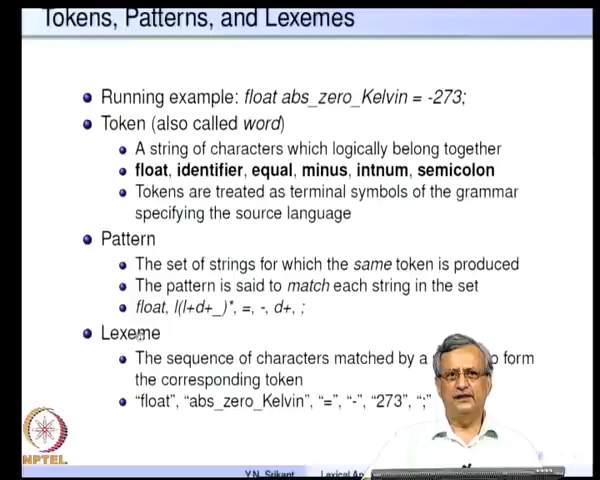 Tokens, Patterns, and Lexemes
Running example: float abs_zero_Kelvin = -273;
Token (also called word)
A string of characters which logically belong together
float, identifier, equal, minus, intnum, semicolon
Tokens are treated as terminal symbols of the grammar
specifying the source language
Pattern
The set of strings for which the same token is produced
The pattern is said to match each string in the set
float, l(l+d+_)*, =, -, d+, ;
Lexeme
The sequence of characters matched by a to form
the corresponding token
“float”, “abs_zero_Kelvin”, “=”, “-”, “273”, “;”
NPTEL
Y.N. Srikant Lexical